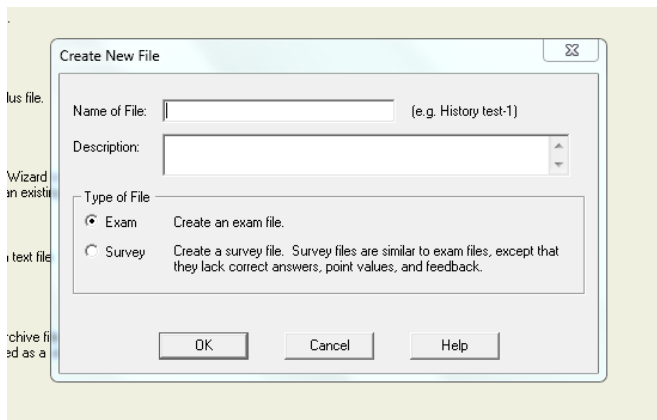 Create New File
lus file.
Name of File:
(e.g. History test-1)
Description:
Wizard
an existi
Type of File
Exam
Create an exam file.
Survey
Create a survey file. Survey files are similar to exam files, except that
they lack correct answers, point values, and feedback.
text file
rchive fi
ed as a
OK
Cancel
Help